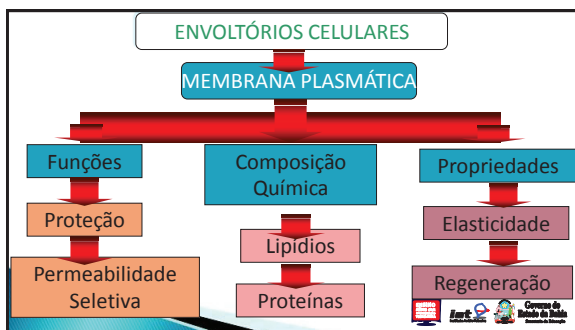 ENVOLTÓRIOS CELULARES
MEMBRANA PLASMÁTICA
Funções
Composição
Química
Propriedades
Proteção
Lipídios
Elasticidade
Permeabilidade
Seletiva
Proteínas
Regeneração
Governo do
Estado da Bahia